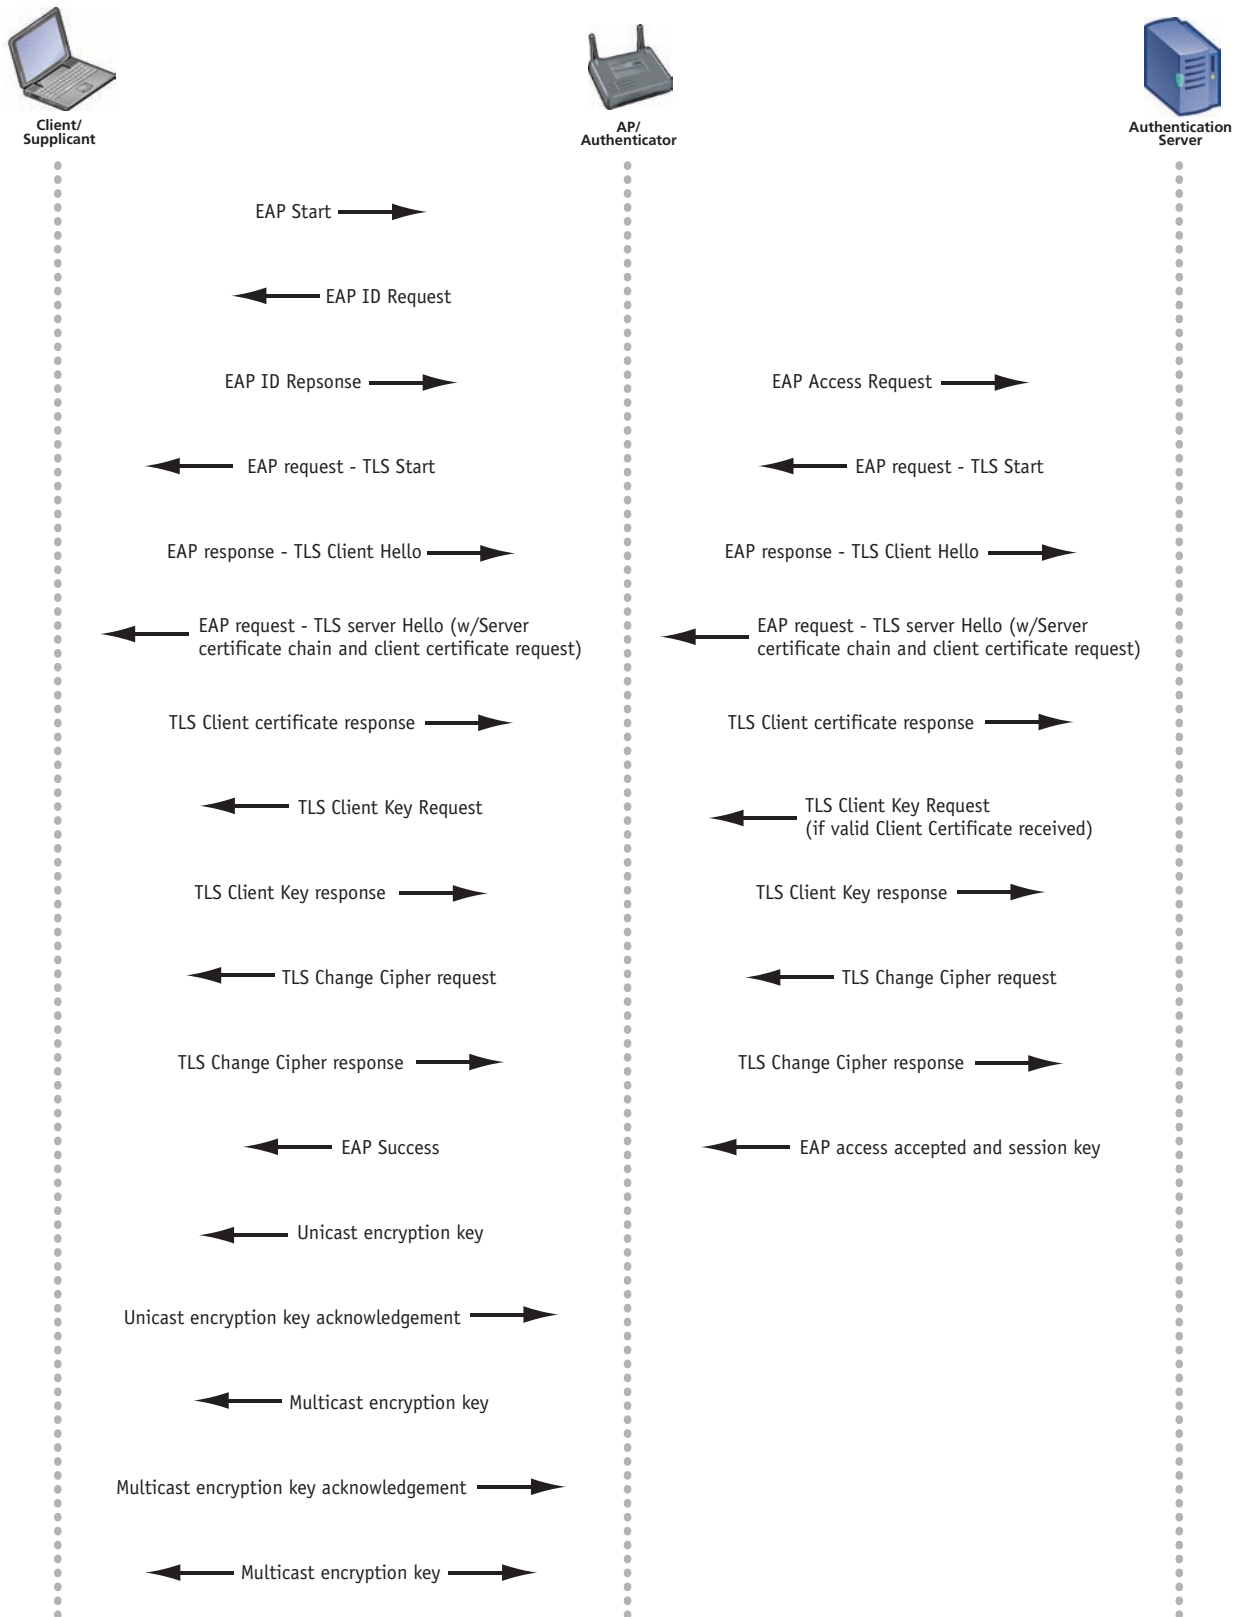 Client/
Supplicant
AP/
Authenticator
Authentication
Server
EAP Start
EAP ID Request
EAP ID Repsonse
EAP Access Request
EAP request - TLS Start
EAP request - TLS Start
EAP response - TLS Client Hello
EAP response - TLS Client Hello
EAP request - TLS server Hello (w/Server
certificate chain and client certificate request)
EAP request - TLS server Hello (w/Server
certificate chain and client certificate request)
TLS Client certificate response
TLS Client certificate response
TLS Client Key Request
TLS Client Key Request
(if valid Client Certificate received)
TLS Client Key response
TLS Client Key response
TLS Change Cipher request
TLS Change Cipher request
TLS Change Cipher response
TLS Change Cipher response
EAP Success
EAP access accepted and session key
Unicast encryption key
Unicast encryption key acknowledgement
Multicast encryption key
Multicast encryption key acknowledgement
Multicast encryption key